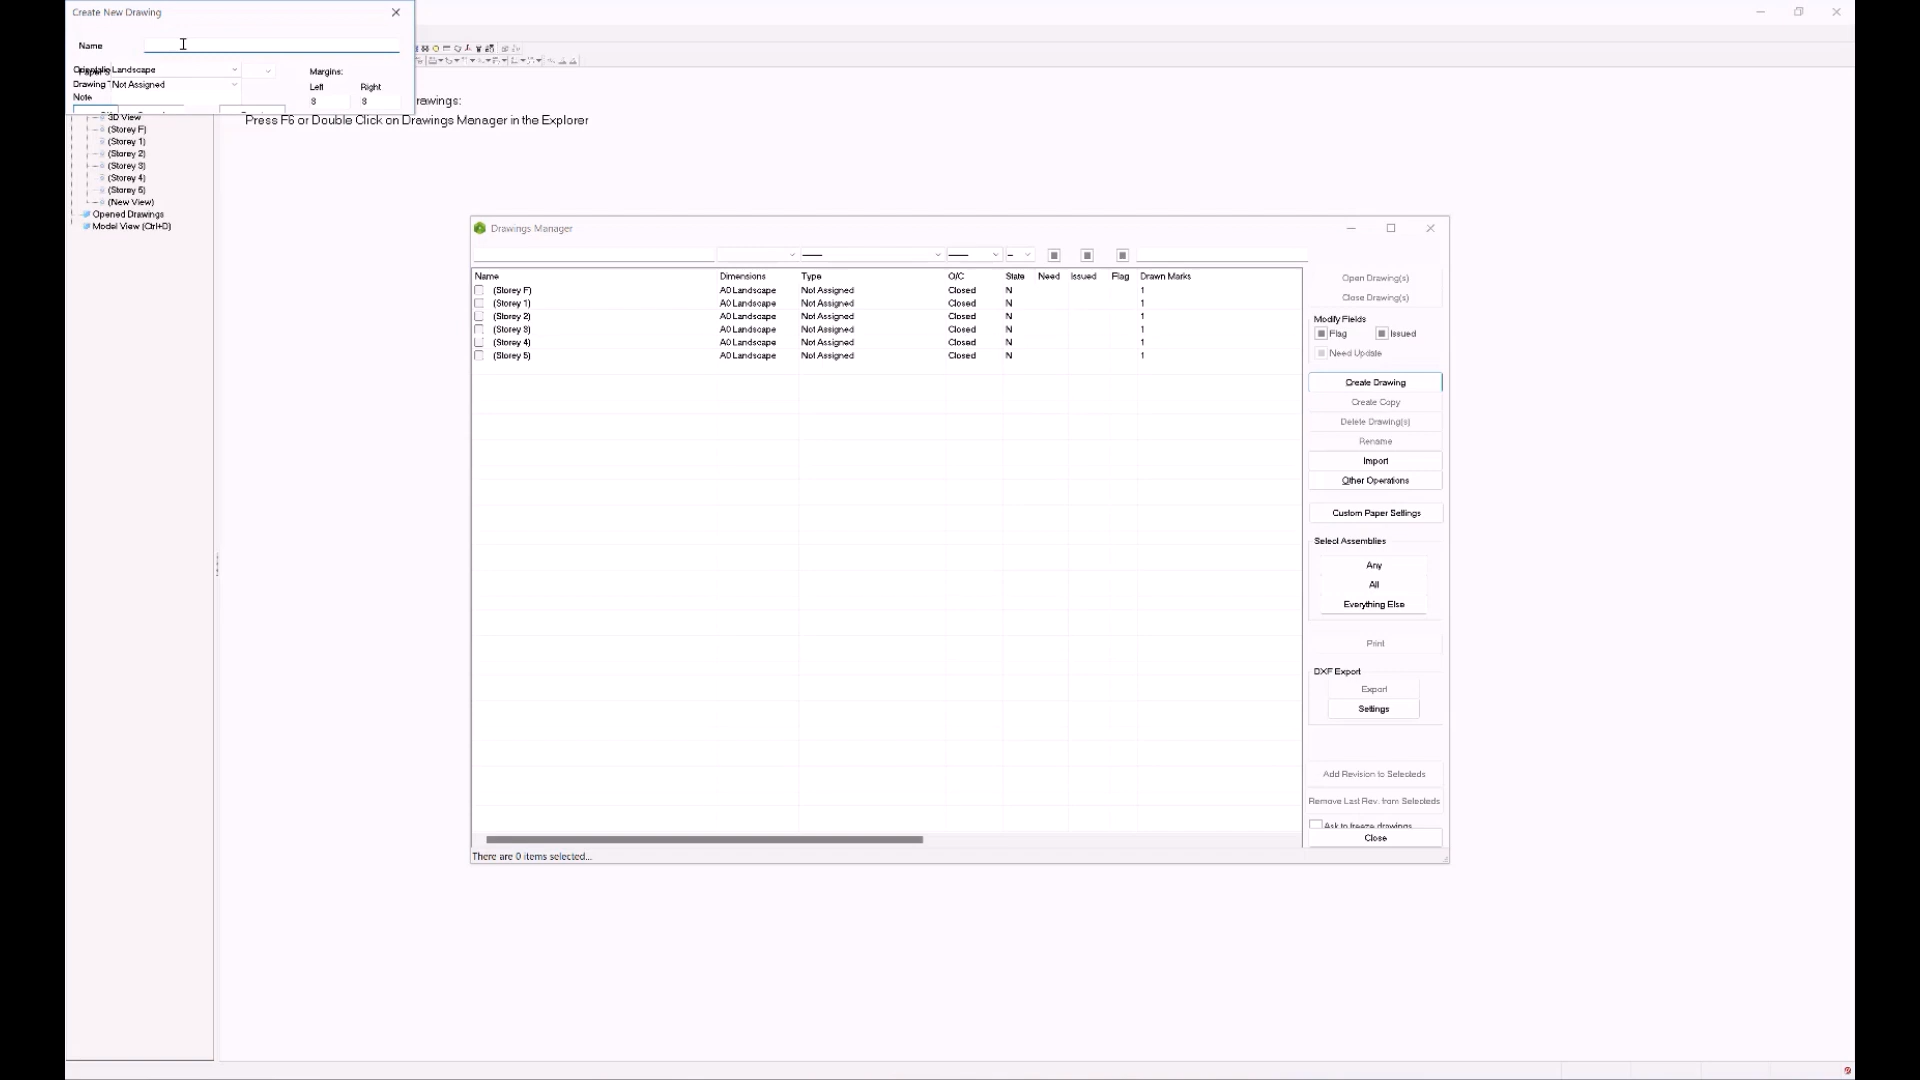 Create New Drawing
Name
Landscape
Margins:
Drawing Not Assigned
Left Right
Note
8 8
rawings:
Press F6 or Double Click on Drawings Manager in the Explorer
3D View
(Storey F)
(Storey 1)
(Storey 2)
(Storey 3)
(Storey 4)
(Storey 5)
(New View)
Opened Drawings
Model View (Ctrl+D)
Drawings Manager
Name Dimensions Type O/C State Need Issued Flag Drawn Marks
(Storey F) A0 Landscape Not Assigned Closed N 1
(Storey 1) A0 Landscape Not Assigned Closed N 1
(Storey 2) A0 Landscape Not Assigned Closed N 1
(Storey 3) A0 Landscape Not Assigned Closed N 1
(Storey 4) A0 Landscape Not Assigned Closed N 1
(Storey 5) A0 Landscape Not Assigned Closed N 1
Open Drawing(s)
Close Drawing(s)
Modify Fields
Flag Issued
Need Update
Create Drawing
Create Copy
Delete Drawing(s)
Rename
Import
Other Operations
Custom Paper Settings
Select Assemblies
Any
All
Everything Else
Print
DXF Export
Export
Settings
Add Revision to Selecteds
Remove Last Rev. from Selecteds
Ask to freeze drawings
Close
There are 0 items selected...